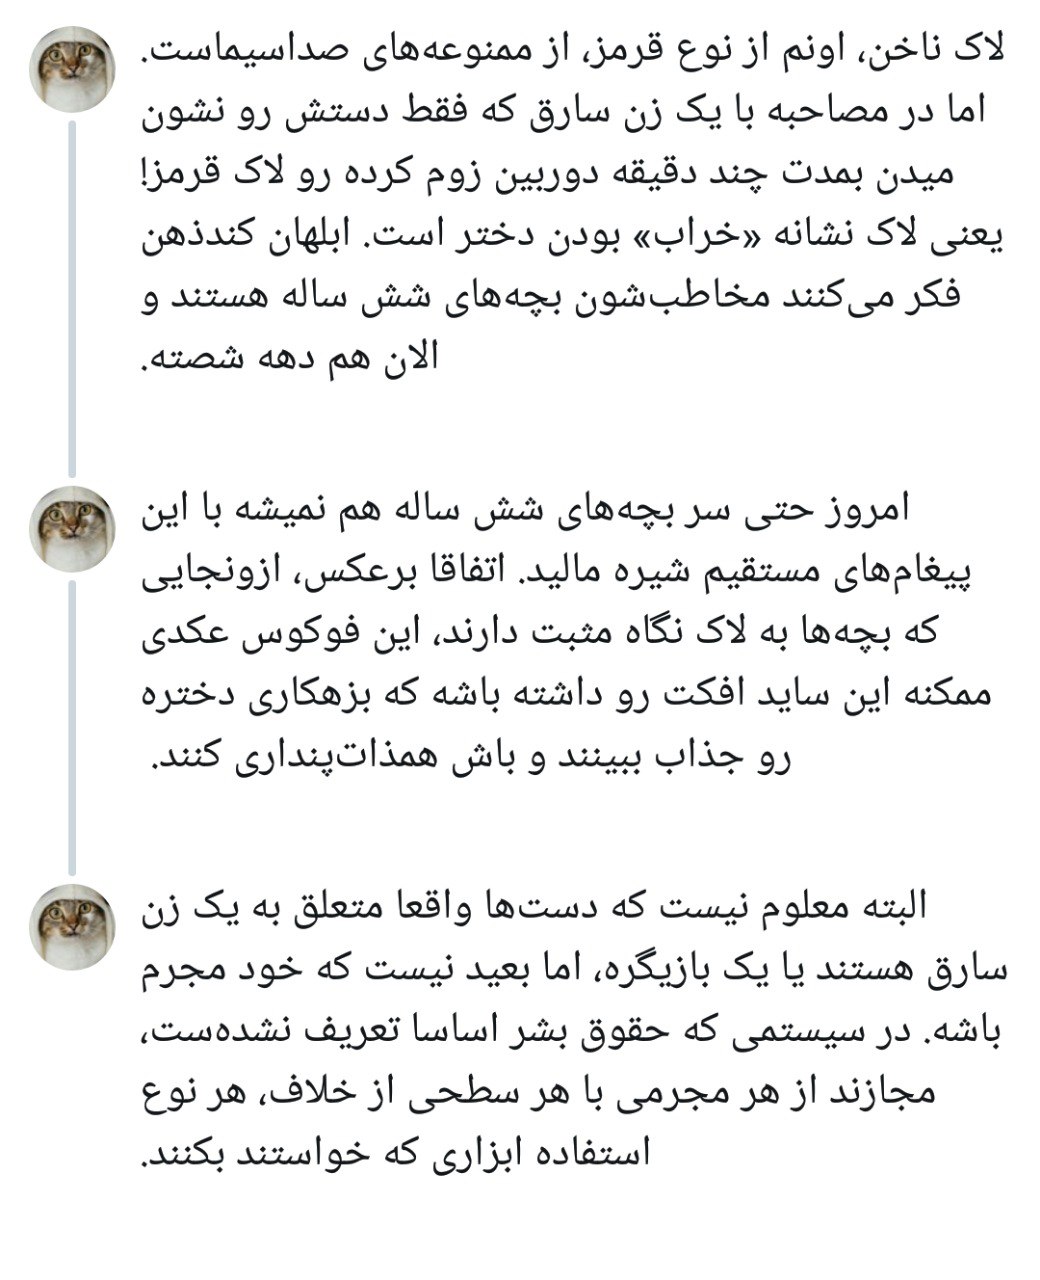 لاک ناخن، اونم از نوع قرمز، از ممنوعه‌های صداسیماست.
اما در مصاحبه با یک زن سارق که فقط دستش رو نشون
میدن بمدت چند دقیقه دوربین زوم کرده رو لاک قرمز!
یعنی لاک نشانه «خراب» بودن دختر است. ابلهان کندذهن
فکر می‌کنند مخاطب‌شون بچه‌های شش ساله هستند و
الان هم دهه شصته.
امروز حتی سر بچه‌های شش ساله هم نمیشه با این
پیغام‌های مستقیم شیره مالید. اتفاقا برعکس، ازونجایی
که بچه‌ها به لاک نگاه مثبت دارند، این فوکوس عکدی
ممکنه این ساید افکت رو داشته باشه که بزهکاری دختره
رو جذاب ببینند و باش همذات‌پنداری کنند.
البته معلوم نیست که دست‌ها واقعا متعلق به یک زن
سارق هستند یا یک بازیگره، اما بعید نیست که خود مجرم
باشه. در سیستمی که حقوق بشر اساسا تعریف نشده‌ست،
مجازند از هر مجرمی با هر سطحی از خلاف، هر نوع
استفاده ابزاری که خواستند بکنند.